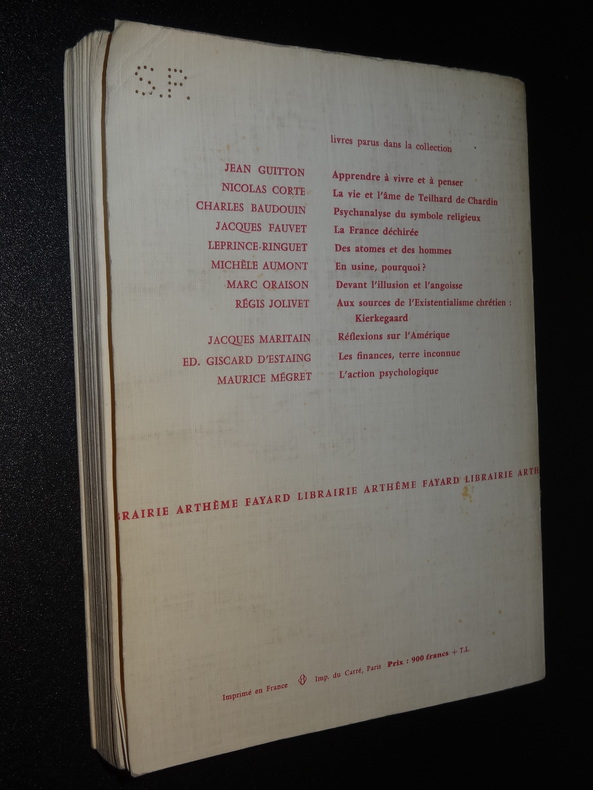 S.P.
livres parus dans la collection
JEAN GUITTON Apprendre à vivre et à penser
NICOLAS CORTE La vie et l'âme de Teilhard de Chardin
CHARLES BAUDOUIN Psychanalyse du symbole religieux
JACQUES FAUVET La France déchirée
LEPRINCE-RINGUET Des atomes et des hommes
MICHÈLE AUMONT En usine, pourquoi ?
MARC ORAISON Devant l'illusion et l'angoisse
RÉGIS JOLIVET Aux sources de l'Existentialisme chrétien :
Kierkegaard
JACQUES MARITAIN Réflexions sur l'Amérique
ED. GISCARD D'ESTAING Les finances, terre inconnue
MAURICE MÉGRET L'action psychologique
BRAIRIE ARTHÈME FAYARD LIBRAIRIE ARTHÈME FAYARD LIBRAIRIE ARTH
Imprimé en France Imp. du Carré, Paris Prix : 900 francs + T.L.